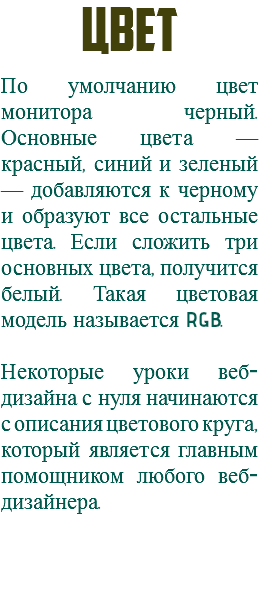 ЦВЕТ
По умолчанию цвет
монитора черный.
Основные цвета —
красный, синий и зеленый
— добавляются к черному
и образуют все остальные
цвета. Если сложить три
основных цвета, получится
белый. Такая цветовая
модель называется RGB.
Некоторые уроки веб-
дизайна с нуля начинаются
с описания цветового круга,
который является главным
помощником любого веб-
дизайнера.